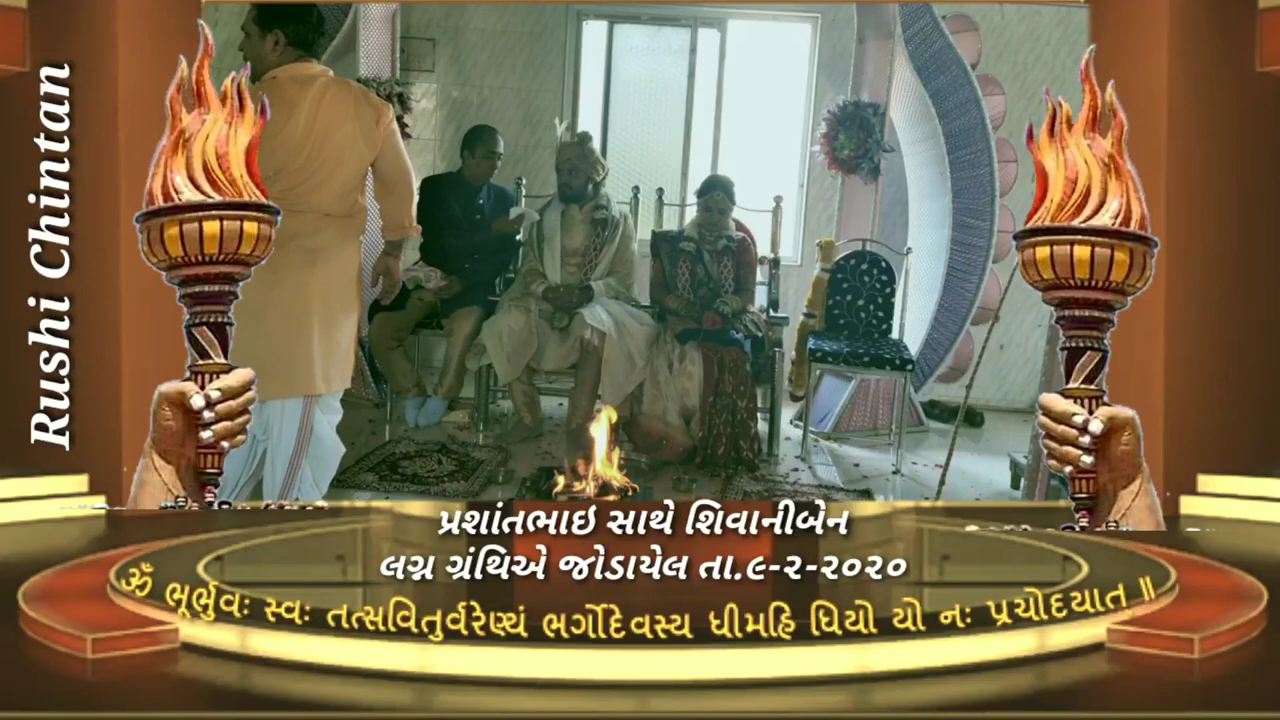 Rushi Chintan
પ્રશાંતભાઇ સાથે શિવાનીબેન
લગ્ન ગ્રંથિએ જોડાયેલ તા.૯-૨-૨૦૨૦
ૐ ભૂર્ભુવઃ સ્વઃ તત્સવિતુર્વરેણ્યં ભર્ગોદેવસ્ય ધીમહિ ધિયો યો નઃ પ્રચોદયાત ॥